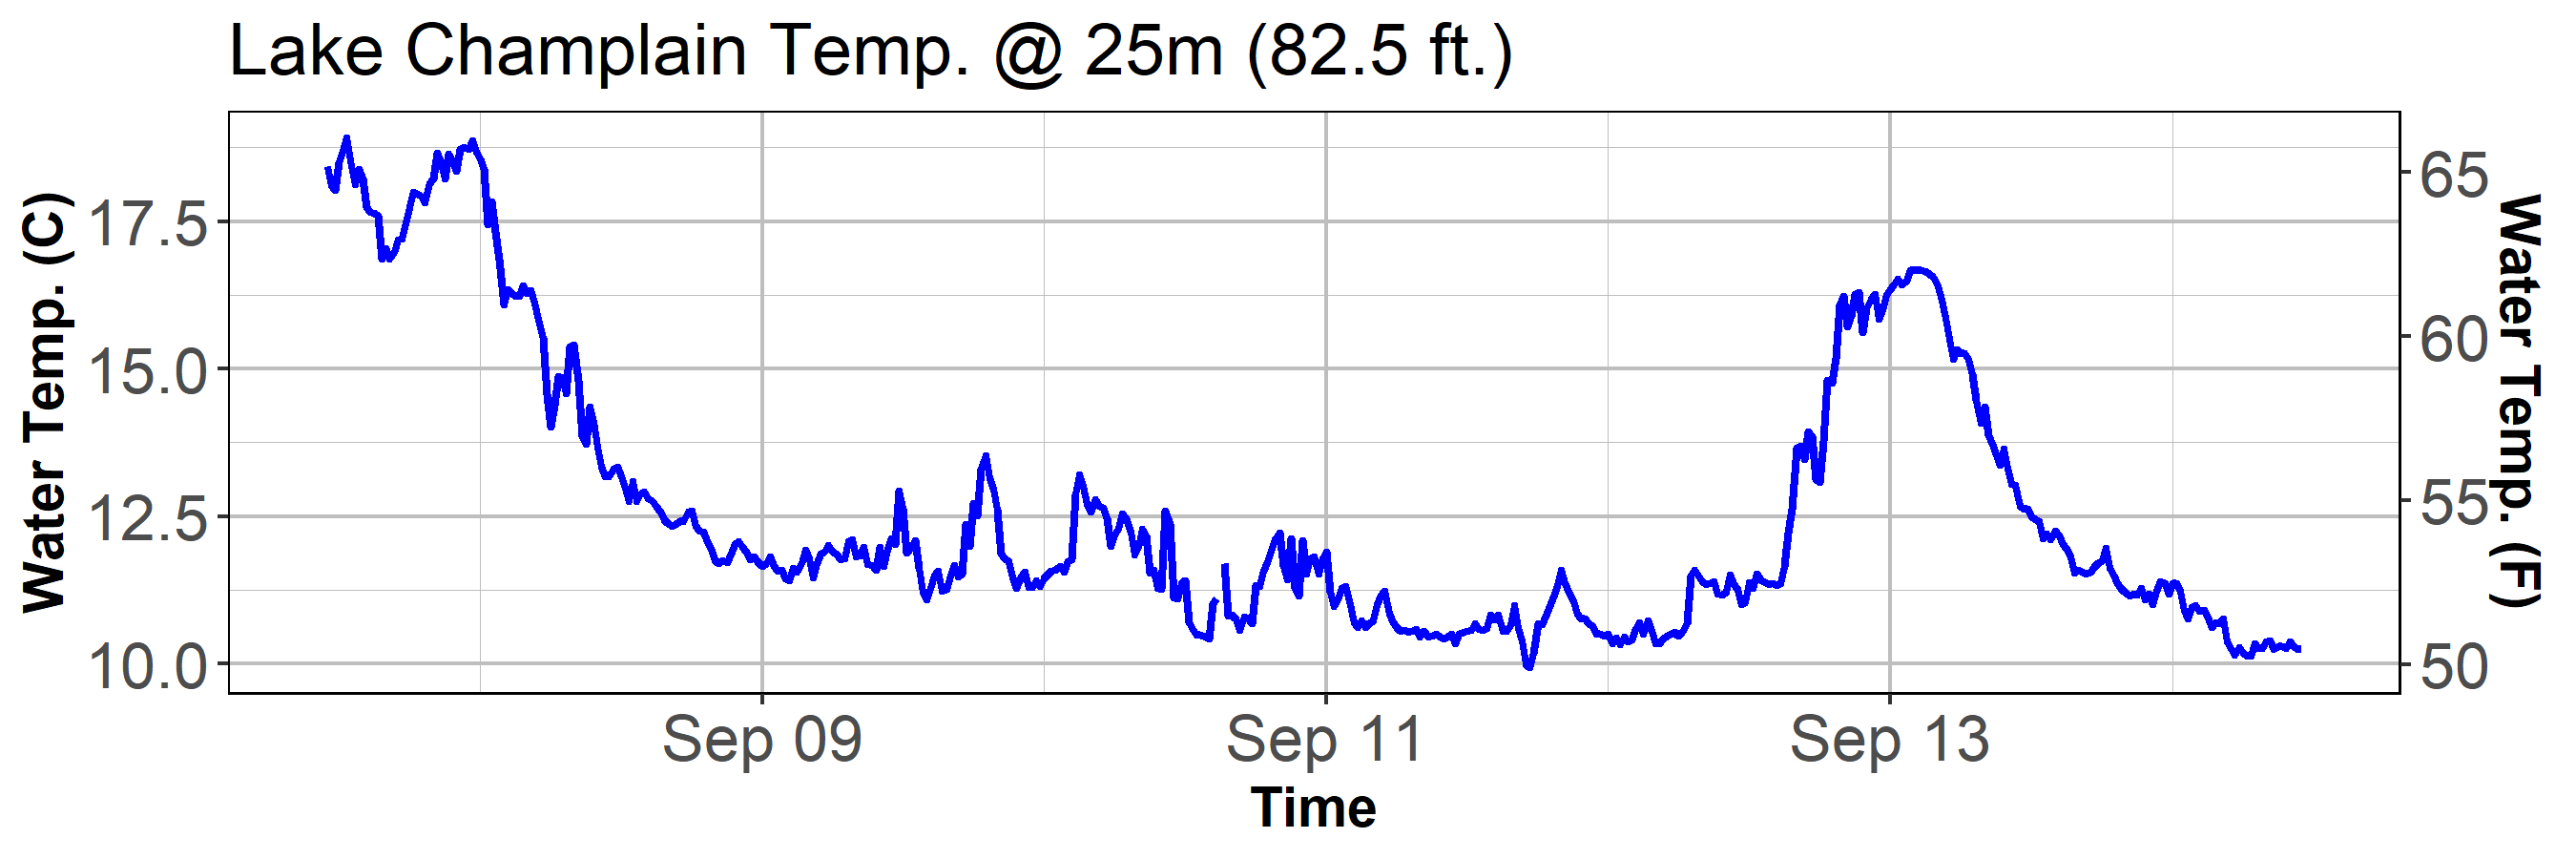 Lake Champlain Temp. @ 25m (82.5 ft.)
Water Temp. (C)
17.5
15.0
12.5
10.0
65
60
55
50
Water Temp. (F)
Sep 09 Sep 11 Sep 13
Time